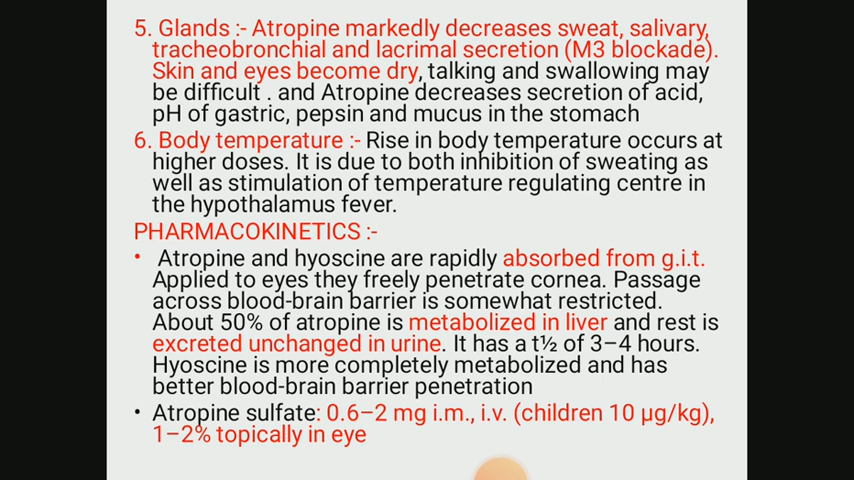 5. Glands :- Atropine markedly decreases sweat, salivary,
tracheobronchial and lacrimal secretion (M3 blockade).
Skin and eyes become dry, talking and swallowing may
be difficult . and Atropine decreases secretion of acid,
pH of gastric, pepsin and mucus in the stomach
6. Body temperature :- Rise in body temperature occurs at
higher doses. It is due to both inhibition of sweating as
well as stimulation of temperature regulating centre in
the hypothalamus fever.
PHARMACOKINETICS :-
• Atropine and hyoscine are rapidly absorbed from g.i.t.
Applied to eyes they freely penetrate cornea. Passage
across blood-brain barrier is somewhat restricted.
About 50% of atropine is metabolized in liver and rest is
excreted unchanged in urine. It has a t½ of 3–4 hours.
Hyoscine is more completely metabolized and has
better blood-brain barrier penetration
• Atropine sulfate: 0.6–2 mg i.m., i.v. (children 10 μg/kg),
1–2% topically in eye